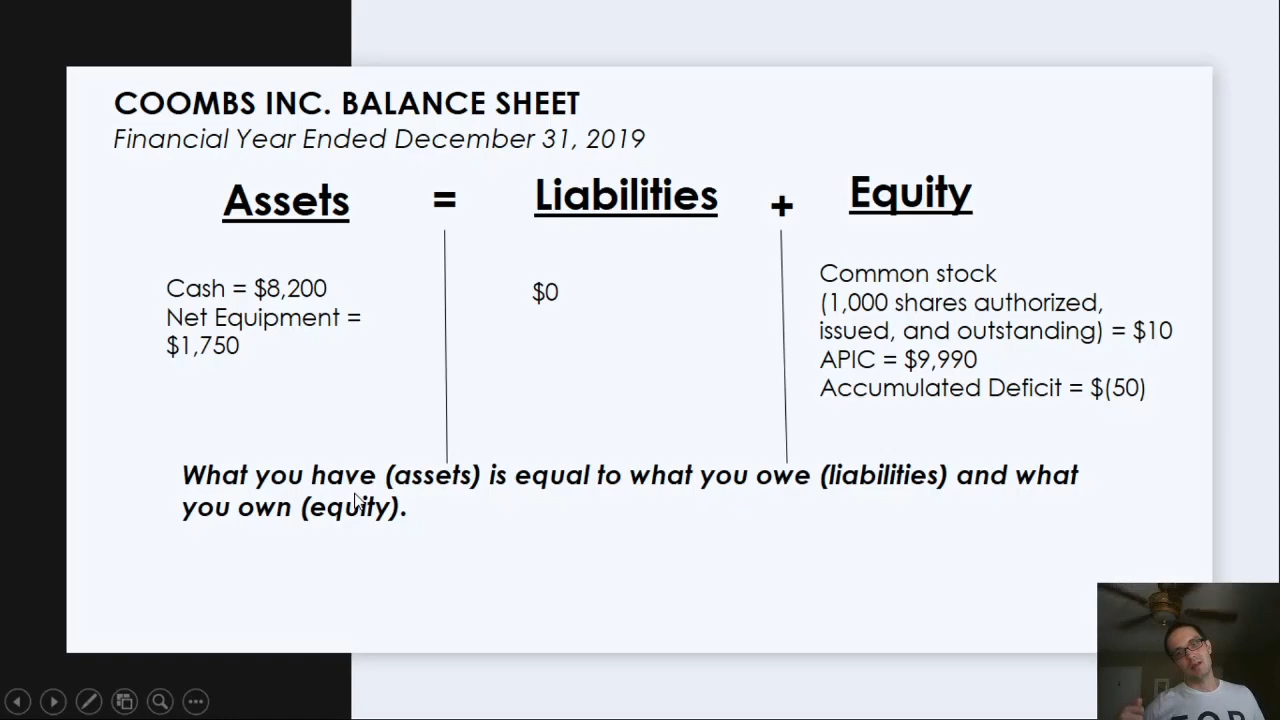 COOMBS INC. BALANCE SHEET
Financial Year Ended December 31, 2019
Assets = Liabilities + Equity
Cash = $8,200
Net Equipment =
$1,750
$0
Common stock
(1,000 shares authorized,
issued, and outstanding) = $10
APIC = $9,990
Accumulated Deficit = $(50)
What you have (assets) is equal to what you owe (liabilities) and what
you own (equity).